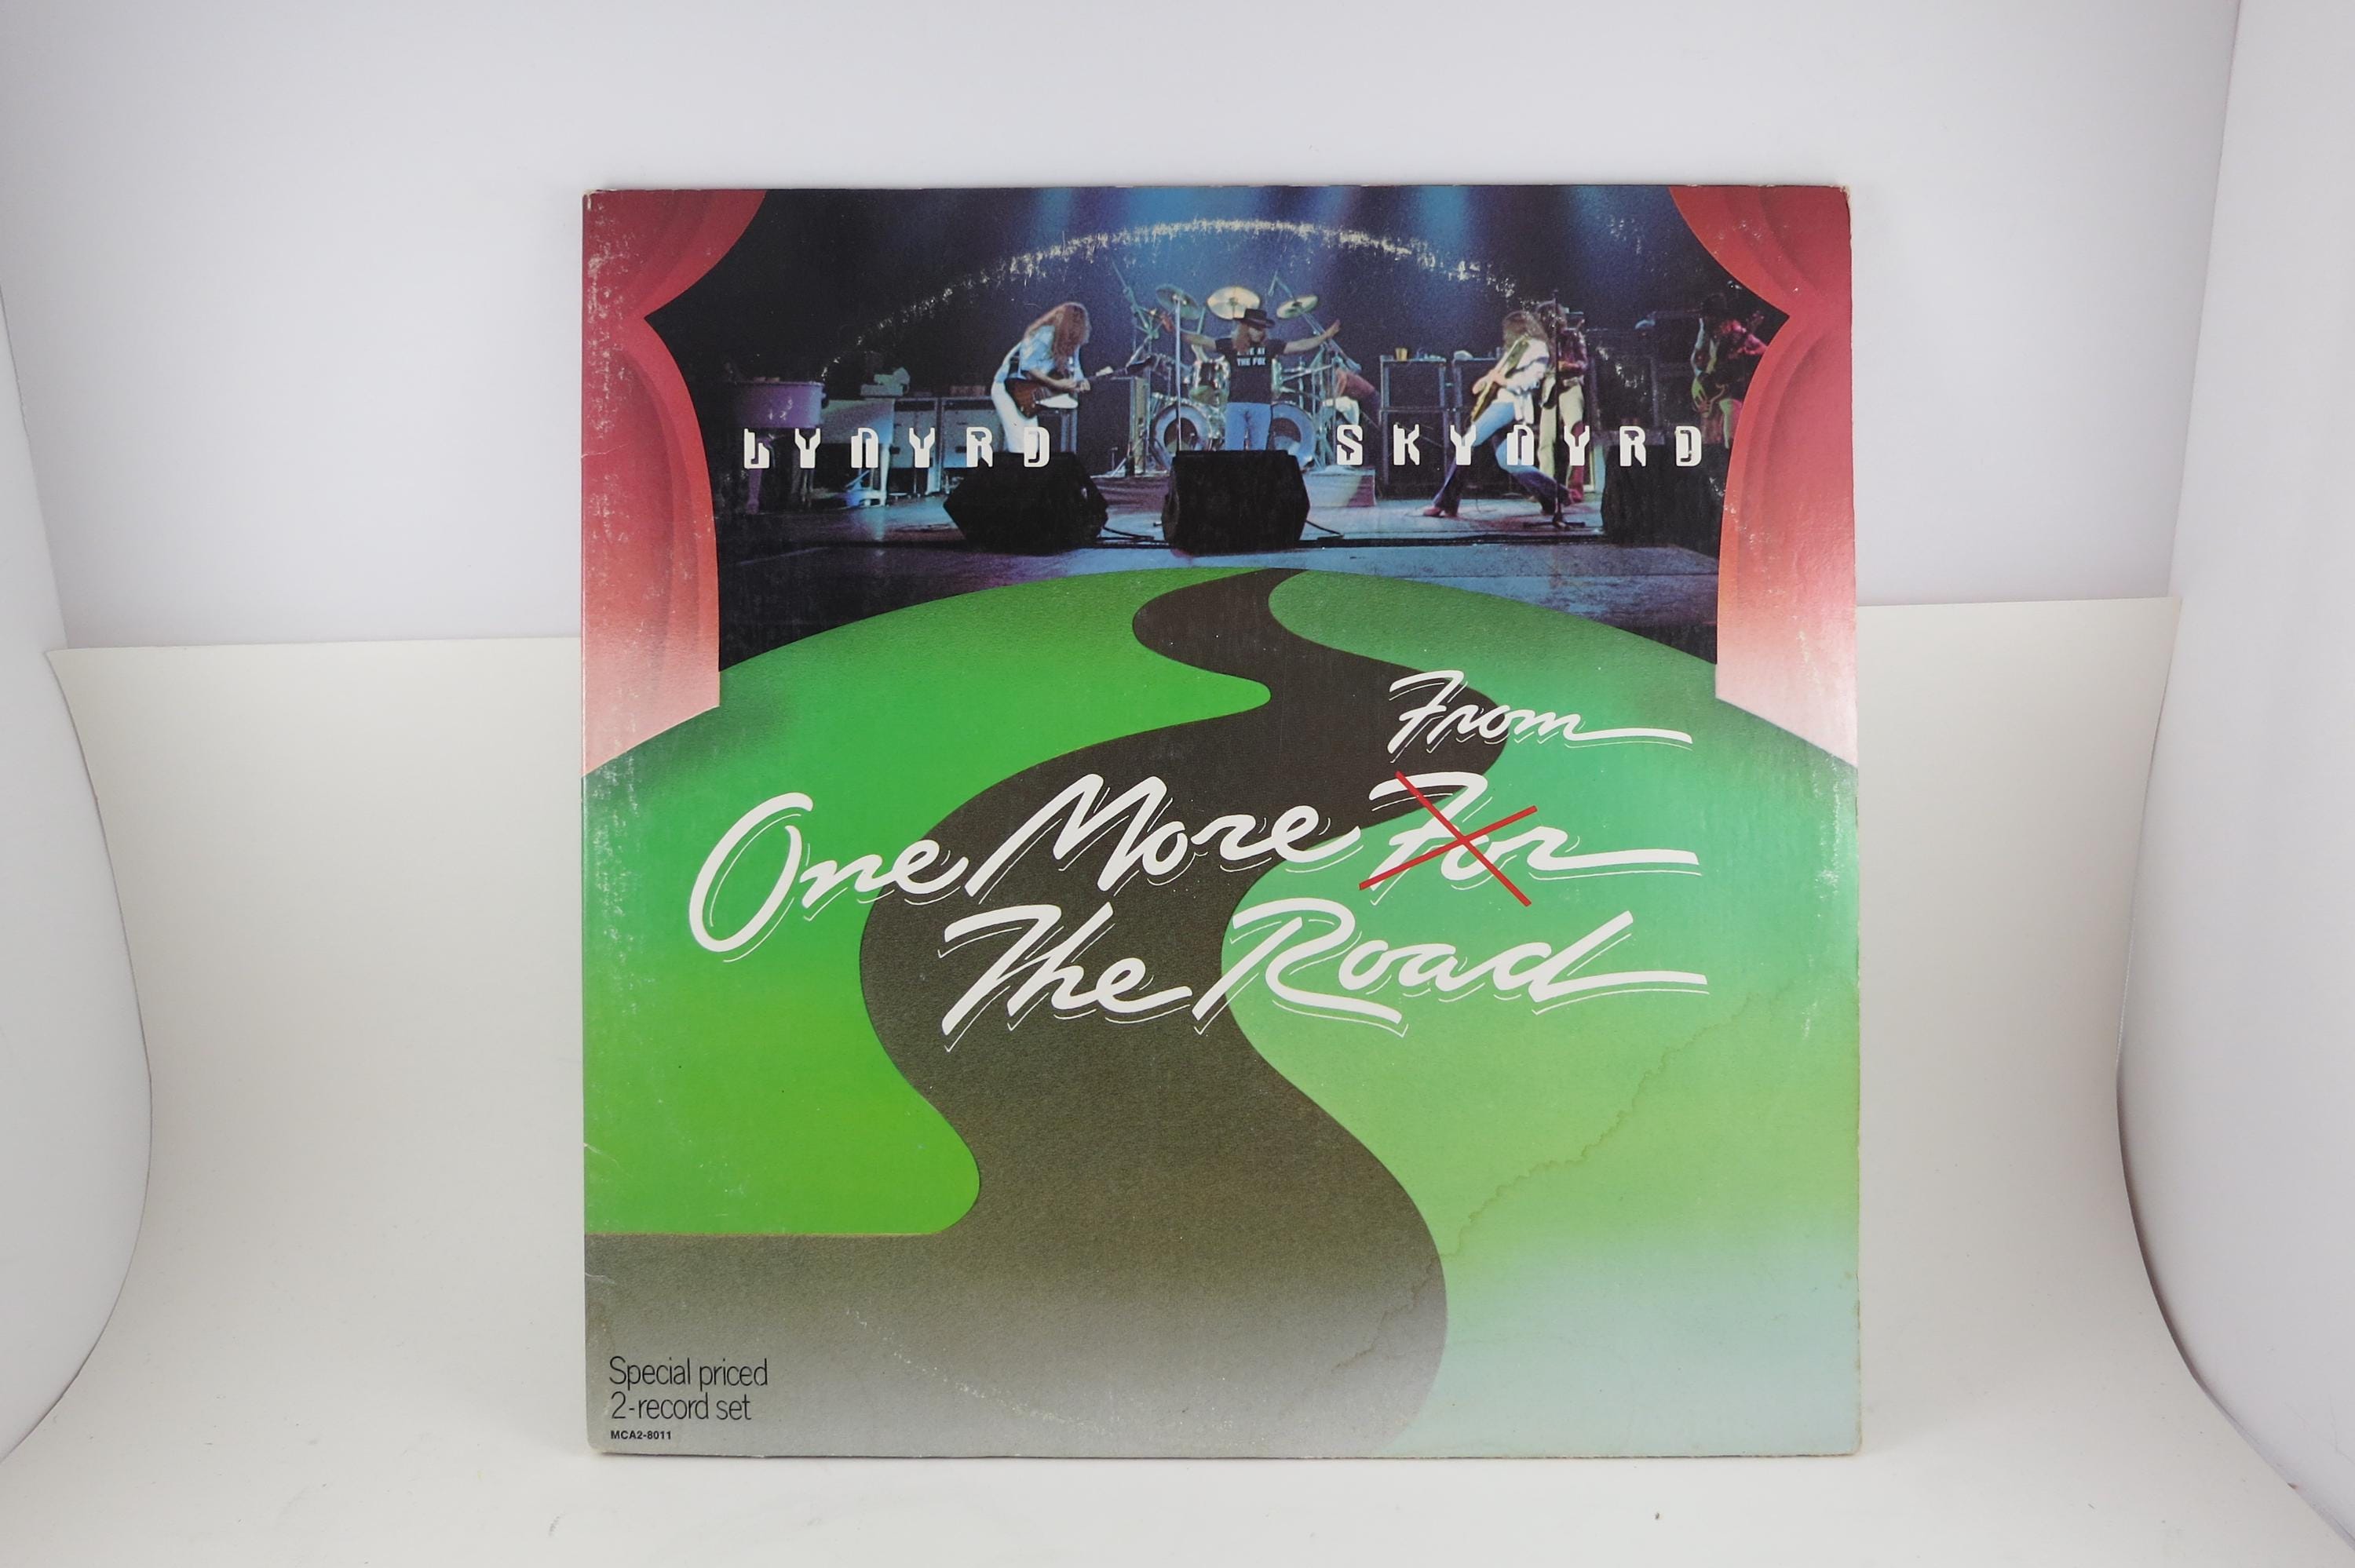 LYNYRD SKYNYRD
From
One More For
The Road
Special priced
2-record set
MCA2-8011